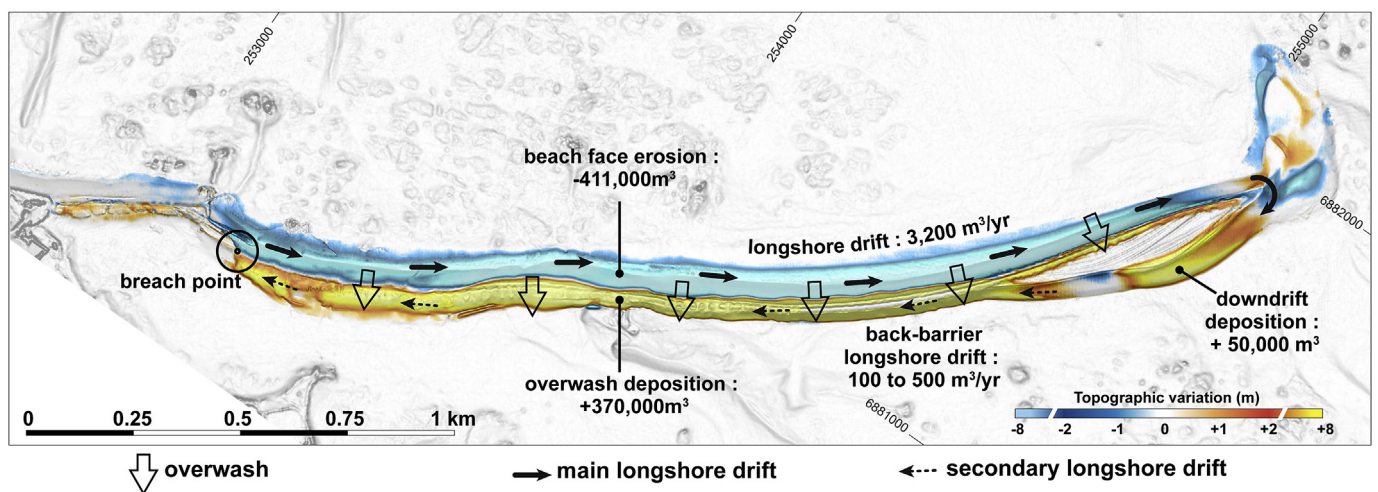 253000
254000
255000
6882000
6881000
beach face erosion :
-411,000m³
longshore drift : 3,200 m³/yr
breach point
back-barrier
longshore drift :
100 to 500 m³/yr
downdrift
deposition :
+ 50,000 m³
overwash deposition :
+370,000m³
0 0.25 0.5 0.75 1 km
Topographic variation (m)
-8 -2 -1 0 +1 +2 +8
overwash
main longshore drift
secondary longshore drift